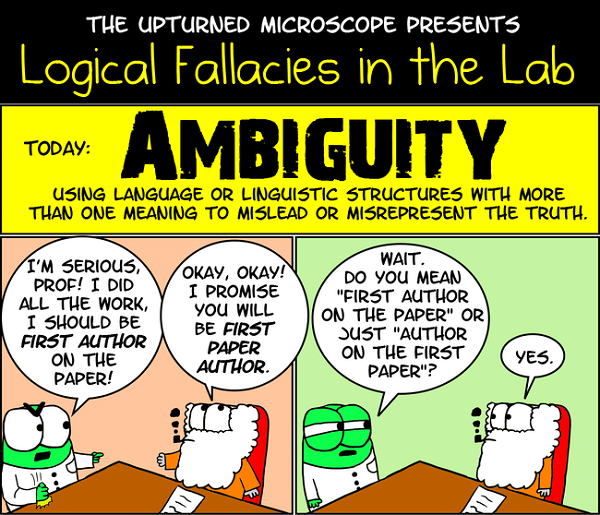 THE UPTURNED MICROSCOPE PRESENTS
Logical Fallacies in the Lab
TODAY: AMBIGUITY
USING LANGUAGE OR LINGUISTIC STRUCTURES WITH MORE
THAN ONE MEANING TO MISLEAD OR MISREPRESENT THE TRUTH.
I'M SERIOUS,
PROF! I DID
ALL THE WORK,
I SHOULD BE
FIRST AUTHOR
ON THE
PAPER!
OKAY, OKAY!
I PROMISE
YOU WILL
BE FIRST
PAPER
AUTHOR.
WAIT.
DO YOU MEAN
"FIRST AUTHOR
ON THE PAPER" OR
JUST "AUTHOR
ON THE FIRST
PAPER"?
YES.